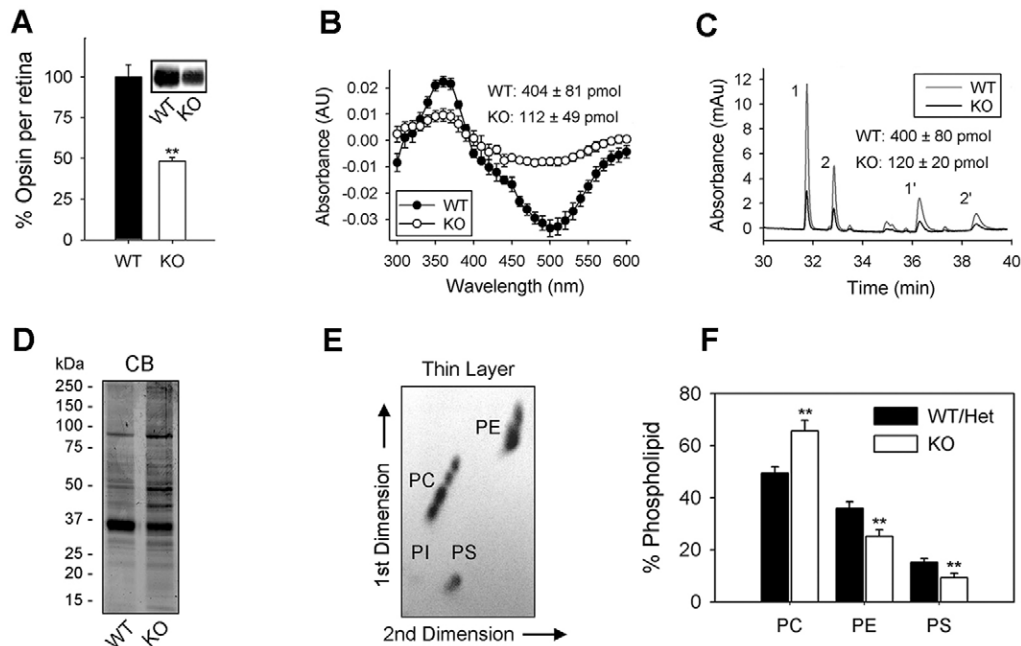 A
% Opsin per retina
100
75
50
25
0
WT KO
**
WT KO
B
Absorbance (AU)
0.02
0.01
0.00
-0.01
-0.02
-0.03
WT: 404 ± 81 pmol
KO: 112 ± 49 pmol
WT
KO
300 350 400 450 500 550 600
Wavelength (nm)
C
Absorbance (mAu)
12
10
8
6
4
2
0
1
2
1'
2'
WT
KO
WT: 400 ± 80 pmol
KO: 120 ± 20 pmol
30 32 34 36 38 40
Time (min)
D
kDa
CB
250 -
150 -
100 -
75 -
50 -
37 -
25 -
20 -
15 -
WT KO
E
Thin Layer
1st Dimension
PE
PC
PI PS
2nd Dimension
F
% Phospholipid
80
60
40
20
0
WT/Het
KO
**
**
**
PC PE PS